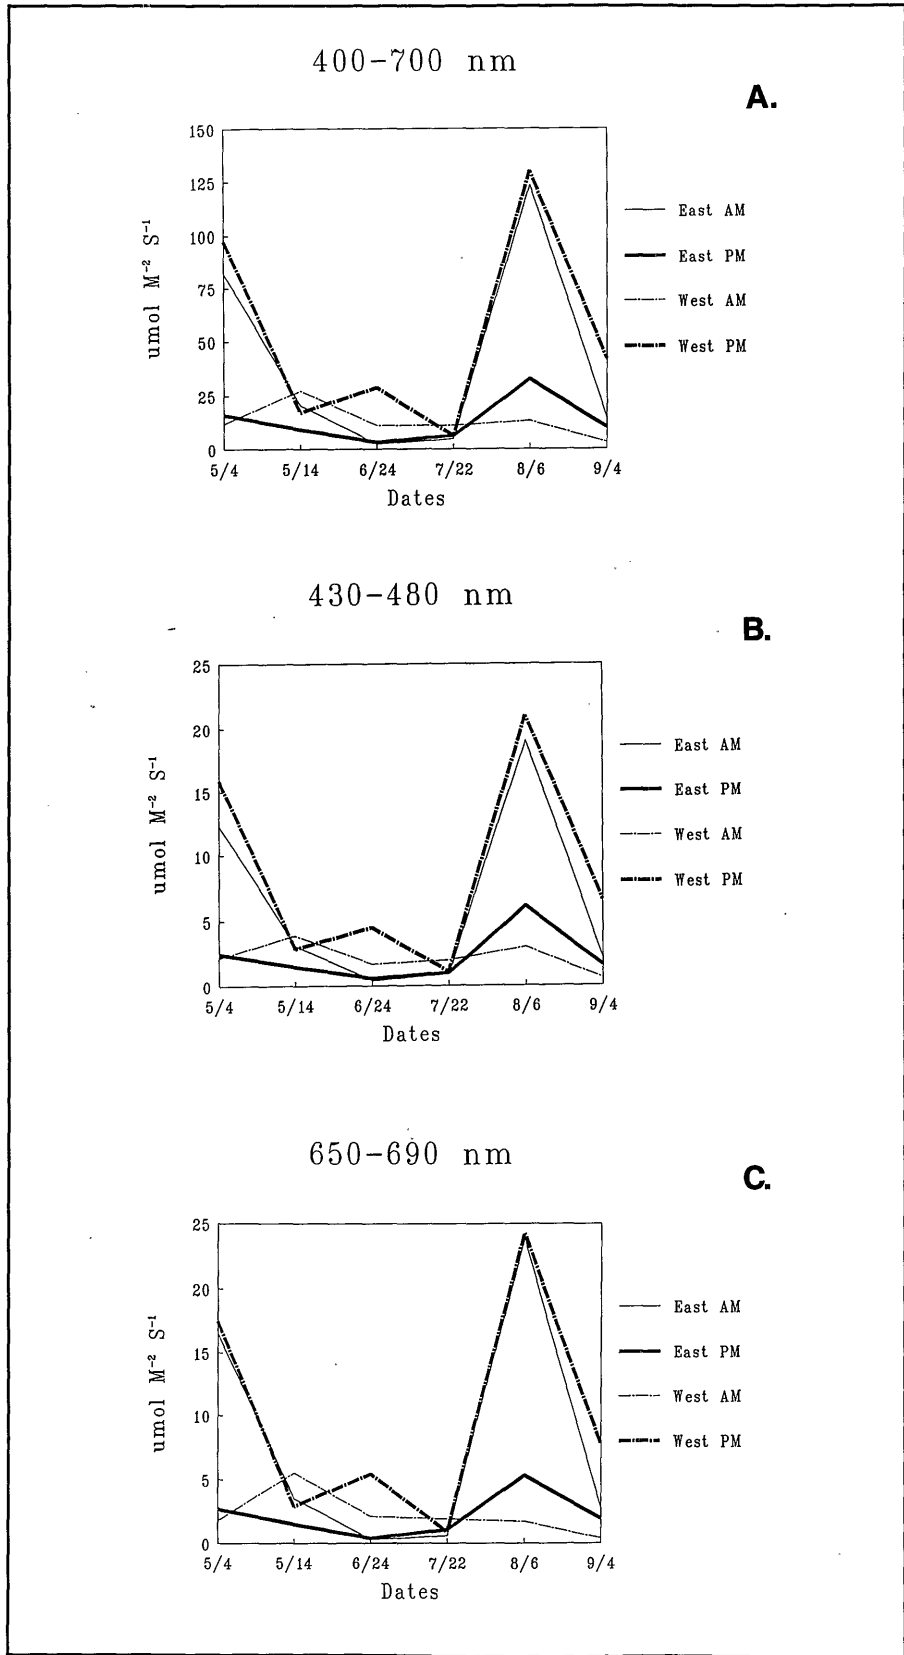 400-700 nm
A.
150
125
100
75
50
25
0
umol M⁻² S⁻¹
5/4 5/14 6/24 7/22 8/6 9/4
Dates
East AM
East PM
West AM
West PM
430-480 nm
B.
25
20
15
10
5
0
umol M⁻² S⁻¹
5/4 5/14 6/24 7/22 8/6 9/4
Dates
East AM
East PM
West AM
West PM
650-690 nm
C.
25
20
15
10
5
0
umol M⁻² S⁻¹
5/4 5/14 6/24 7/22 8/6 9/4
Dates
East AM
East PM
West AM
West PM